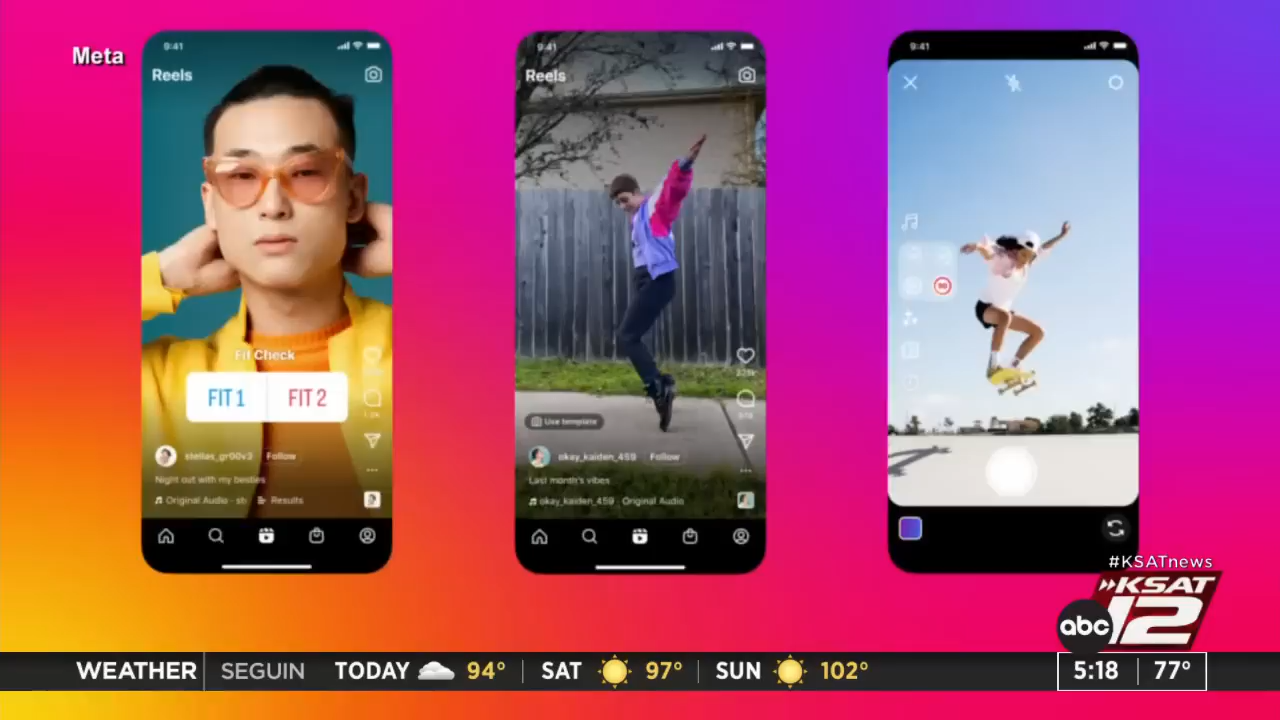 Meta
9:41
Reels
Fit Check
FIT 1
FIT 2
stellas_gr00v3
Follow
Night out with my besties
Original Audio
Results
9:41
Reels
Use template
okay_kaiden_459
Follow
Last month's vibes
okay_kaiden_459
Original Audio
9:41
90
#KSATnews
KSAT
abc
12
WEATHER
SEGUIN
TODAY
94°
SAT
97°
SUN
102°
5:18
77°